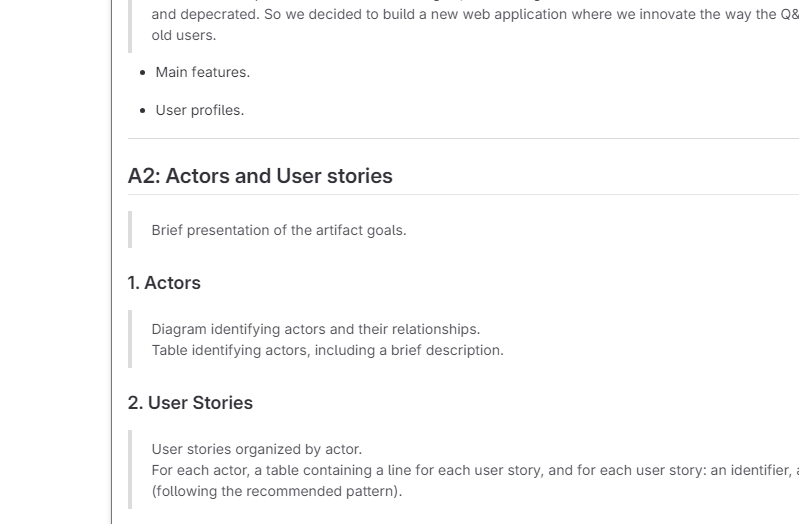 and depecrated. So we decided to build a new web application where we innovate the way the Q&
old users.
Main features.
User profiles.
A2: Actors and User stories
Brief presentation of the artifact goals.
1. Actors
Diagram identifying actors and their relationships.
Table identifying actors, including a brief description.
2. User Stories
User stories organized by actor.
For each actor, a table containing a line for each user story, and for each user story: an identifier,
(following the recommended pattern).